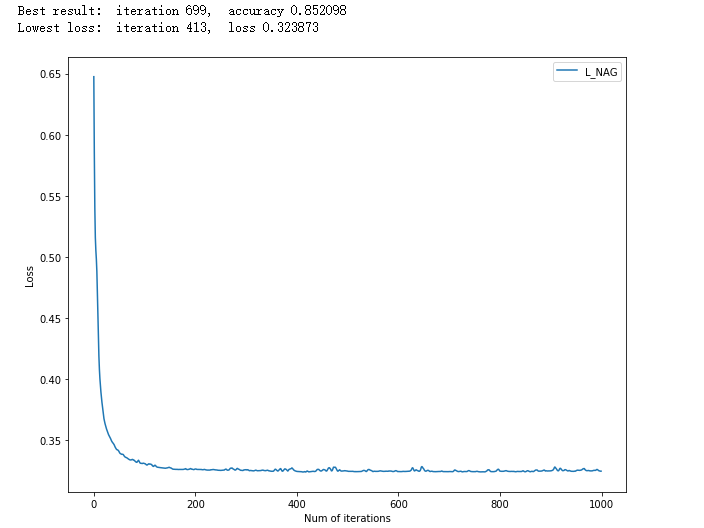 Best result: iteration 699, accuracy 0.852098
Lowest loss: iteration 413, loss 0.323873
L_NAG
0.65
0.60
0.55
0.50
0.45
0.40
0.35
Loss
0 200 400 600 800 1000
Num of iterations